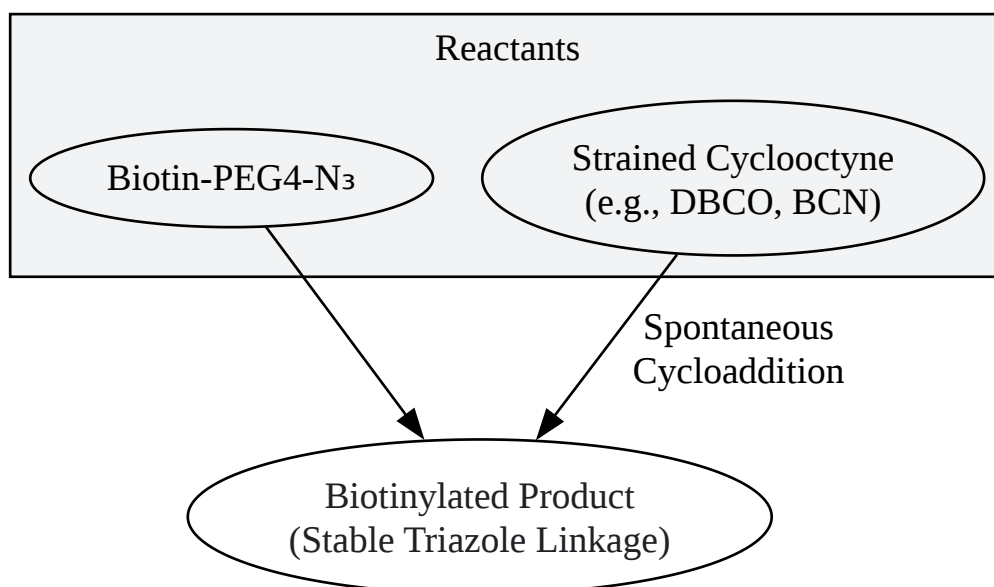 Reactants
Biotin-PEG4-N₃
Strained Cyclooctyne
(e.g., DBCO, BCN)
Spontaneous
Cycloaddition
Biotinylated Product
(Stable Triazole Linkage)